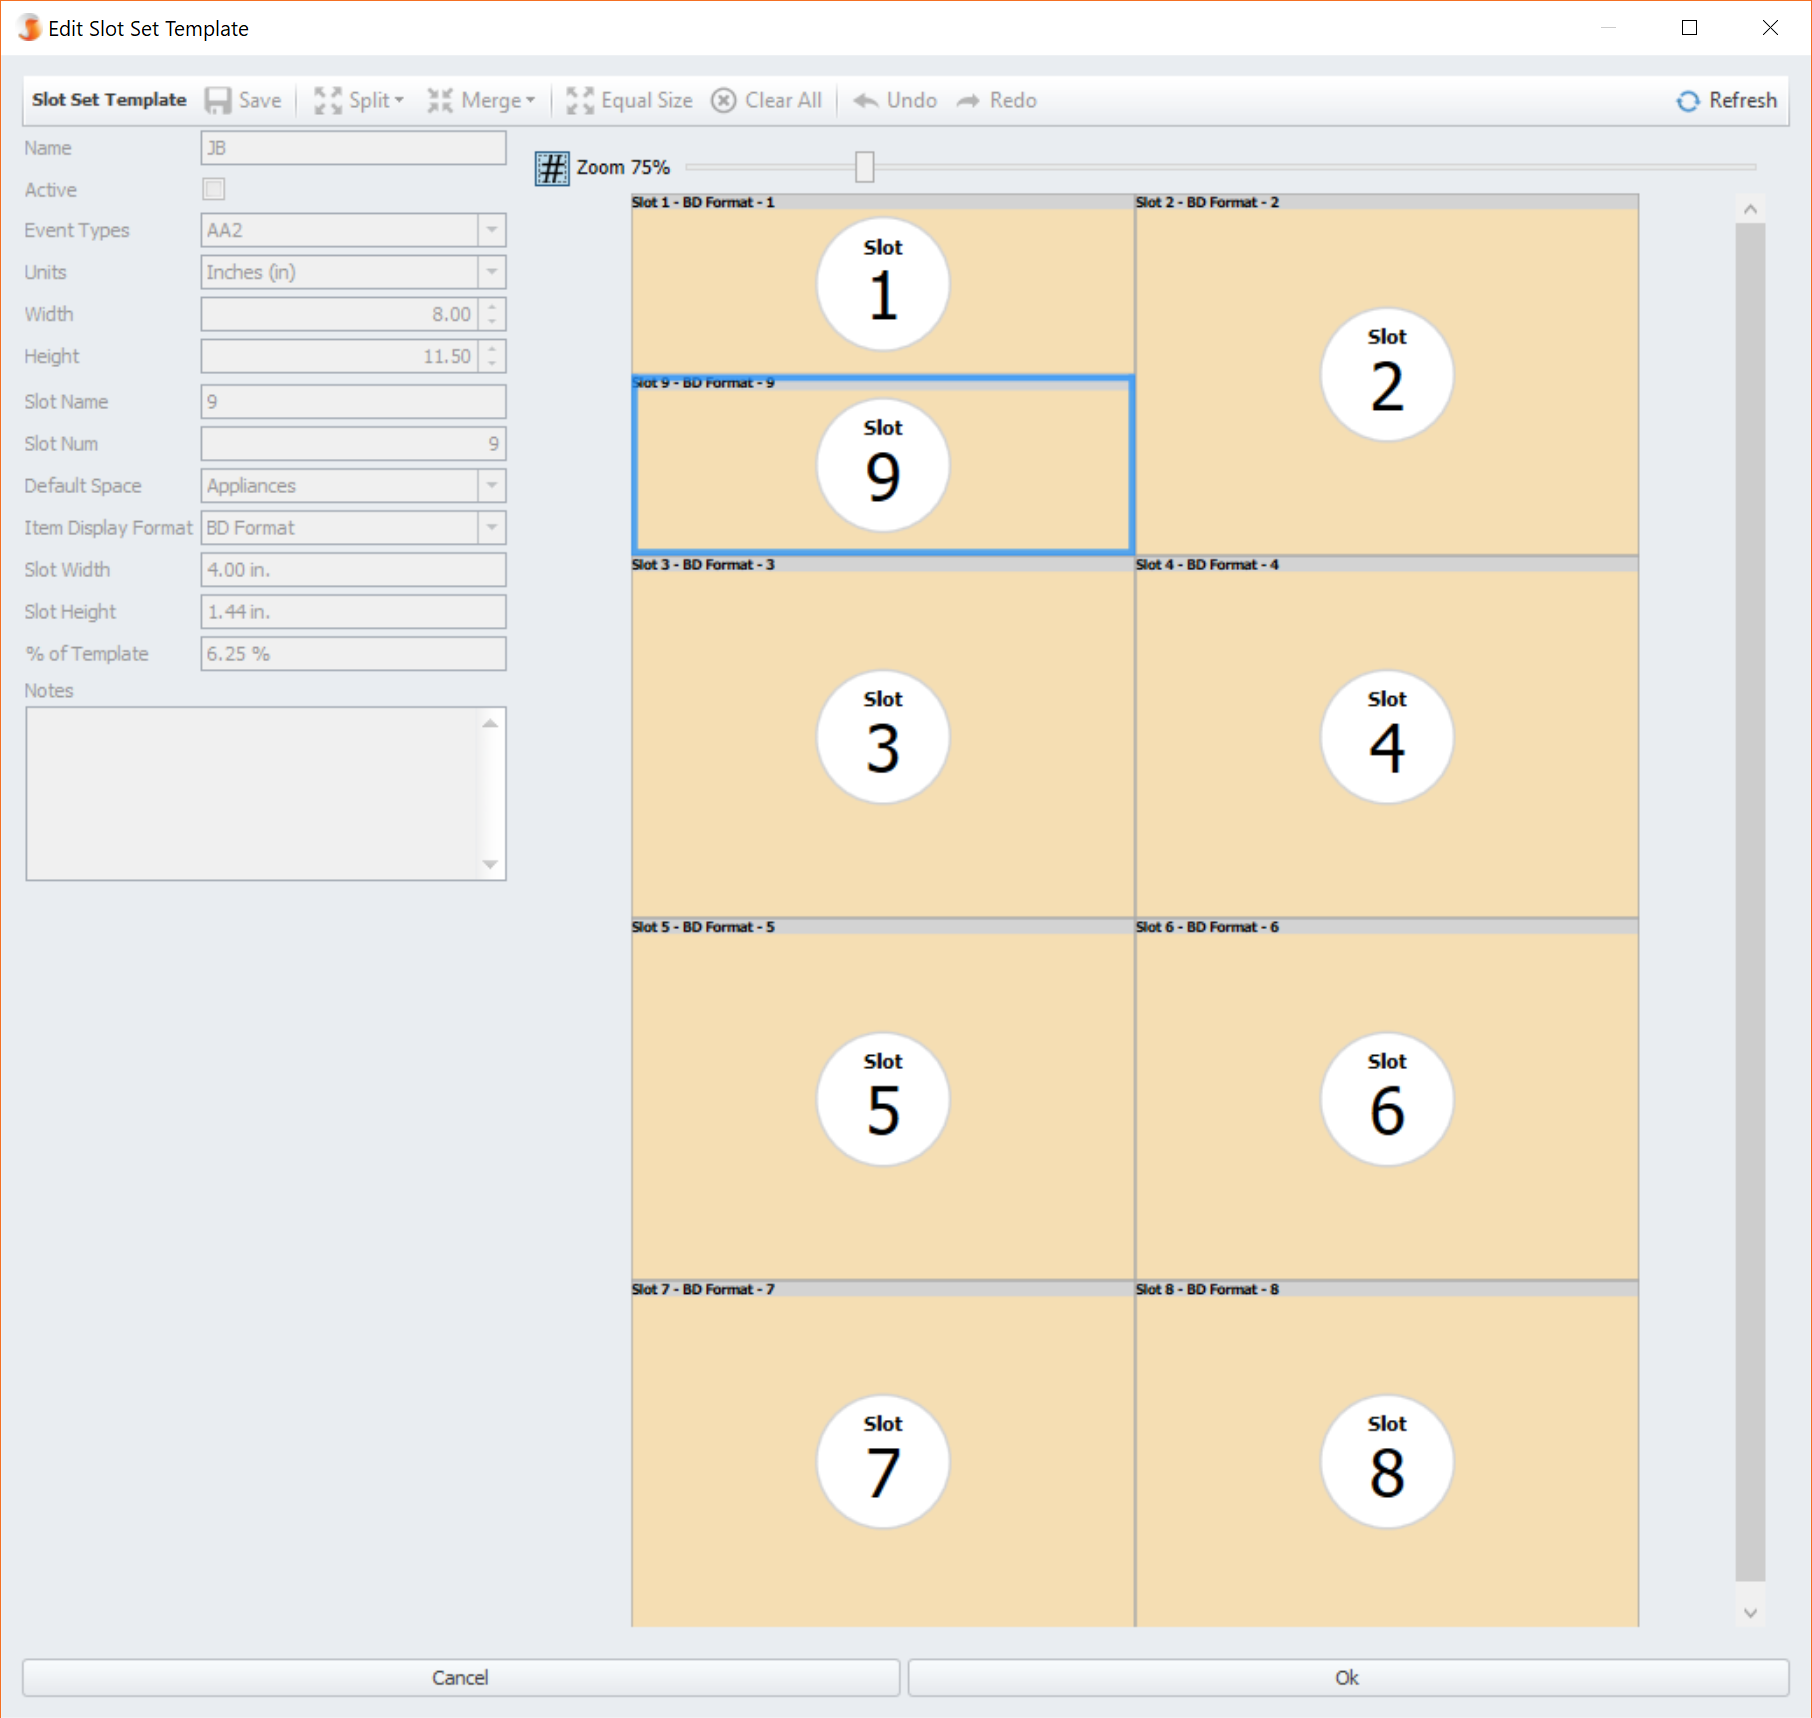 Edit Slot Set Template
Slot Set Template Save Split Merge Equal Size Clear All Undo Redo Refresh
Name JB
Active
Event Types AA2
Units Inches (in)
Width 8.00
Height 11.50
Slot Name 9
Slot Num 9
Default Space Appliances
Item Display Format BD Format
Slot Width 4.00 in.
Slot Height 1.44 in.
% of Template 6.25 %
Notes
# Zoom 75%
Slot 1 - BD Format - 1
Slot
1
Slot 2 - BD Format - 2
Slot
2
Slot 9 - BD Format - 9
Slot
9
Slot 3 - BD Format - 3
Slot
3
Slot 4 - BD Format - 4
Slot
4
Slot 5 - BD Format - 5
Slot
5
Slot 6 - BD Format - 6
Slot
6
Slot 7 - BD Format - 7
Slot
7
Slot 8 - BD Format - 8
Slot
8
Cancel
Ok